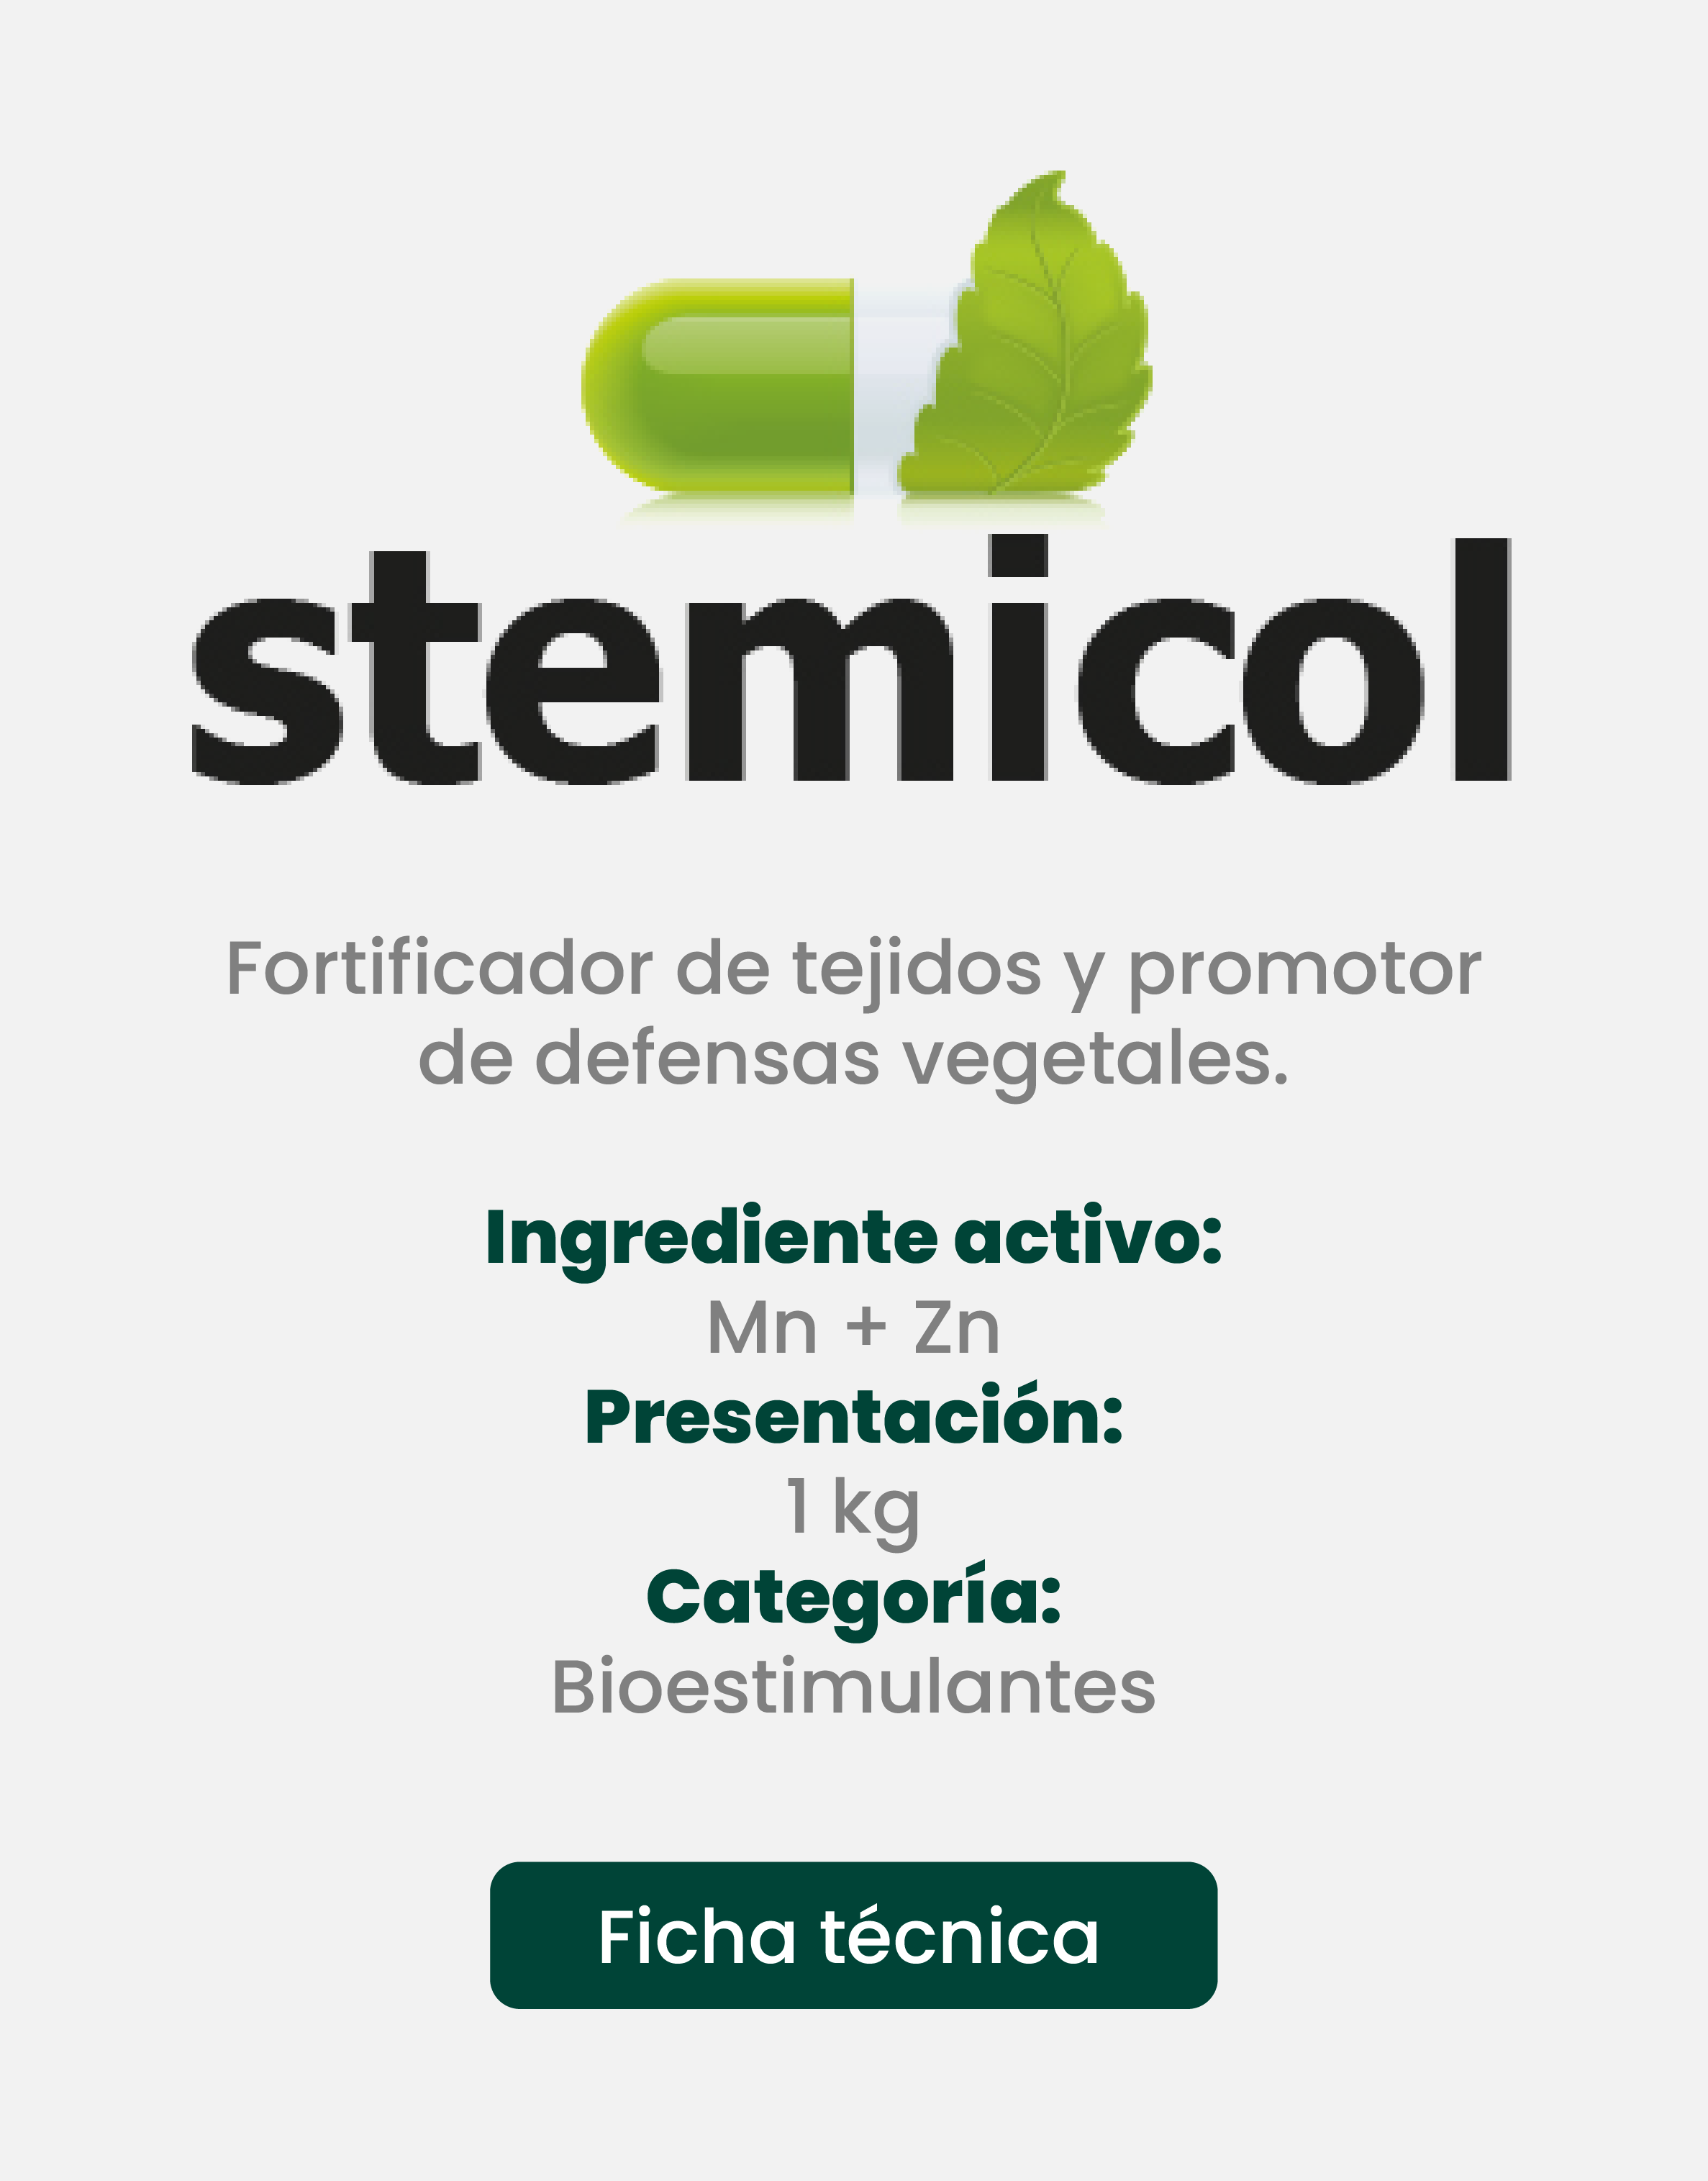 stemicol
Fortificador de tejidos y promotor
de defensas vegetales.
Ingrediente activo:
Mn + Zn
Presentación:
1 kg
Categoría:
Bioestimulantes
Ficha técnica